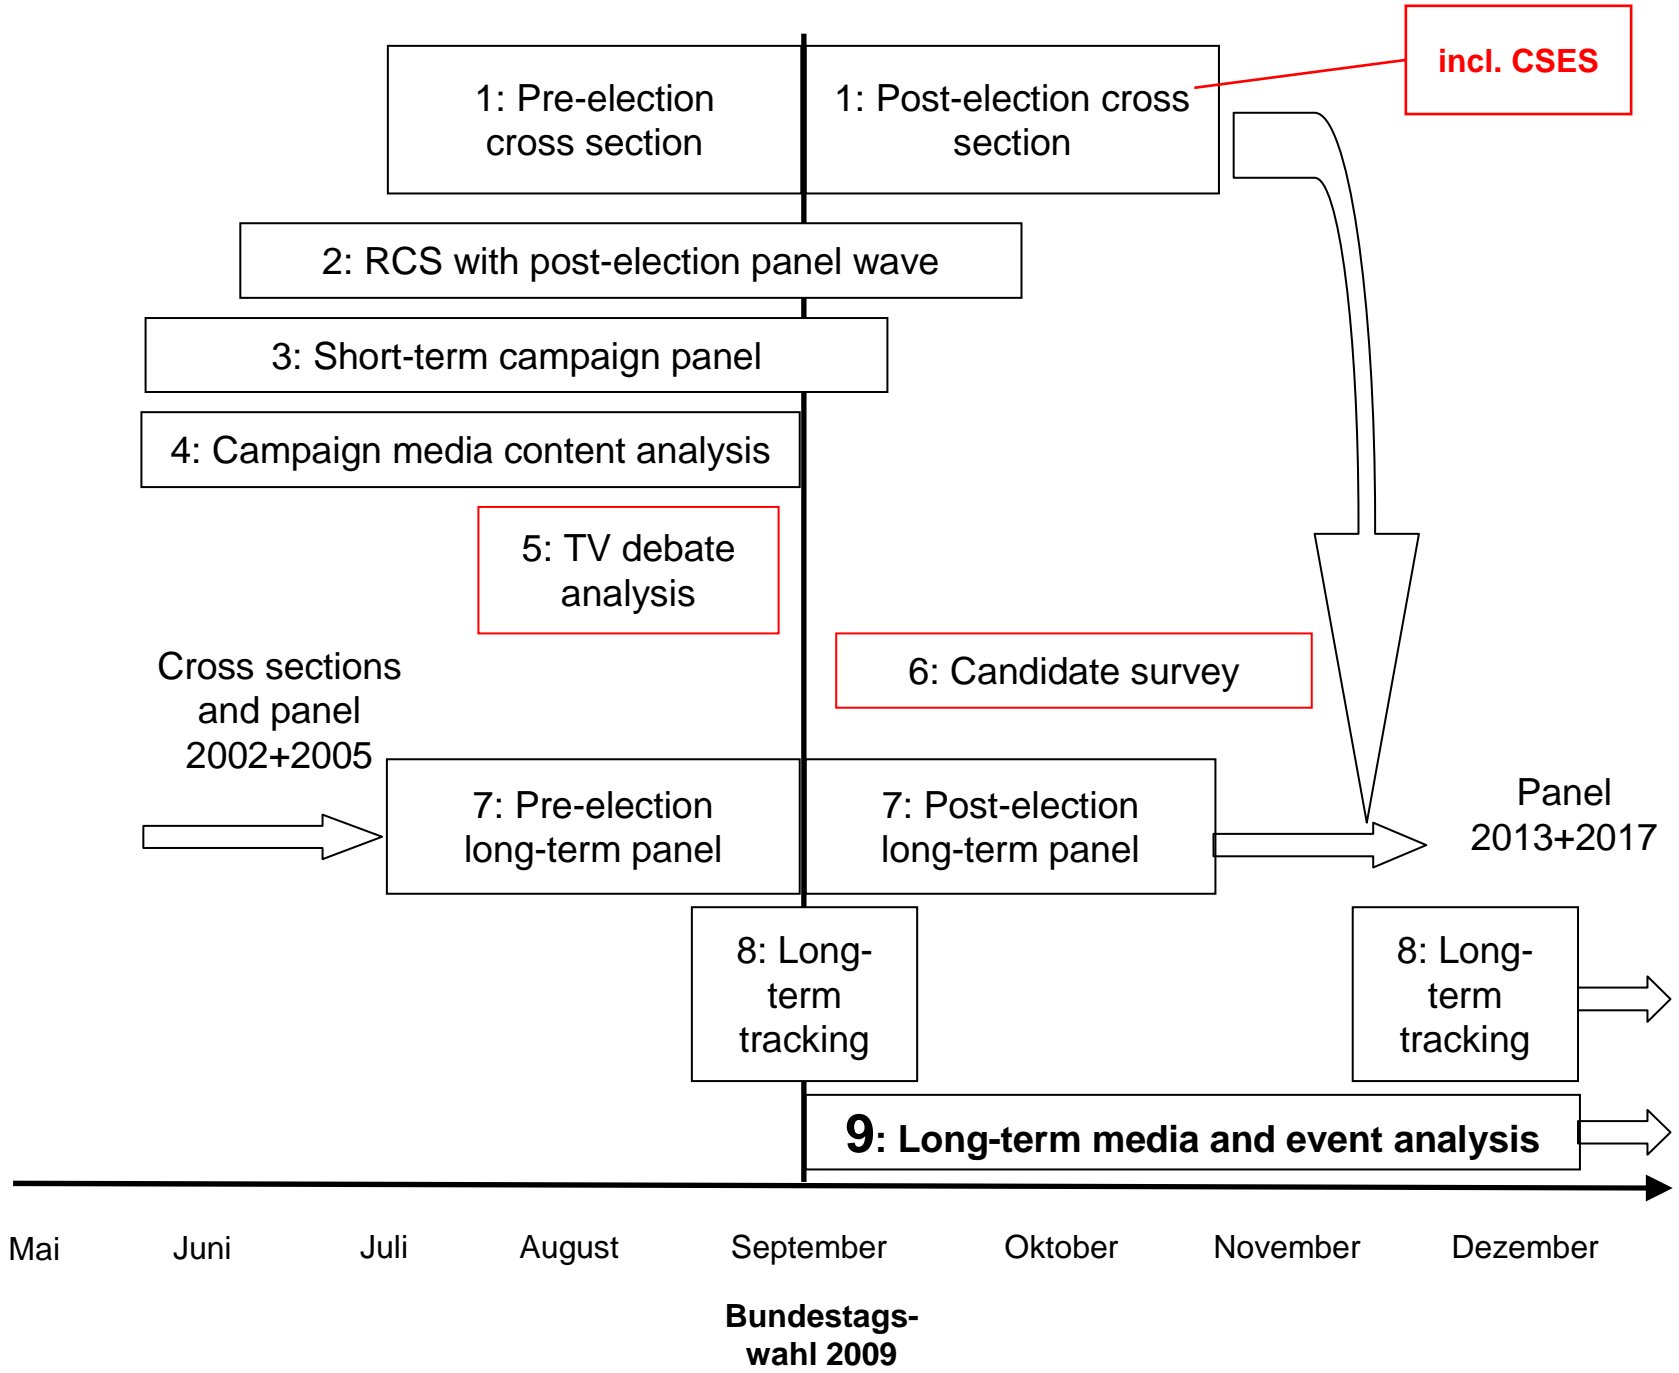 1: Pre-election
cross section
1: Post-election cross
section
incl. CSES
2: RCS with post-election panel wave
3: Short-term campaign panel
4: Campaign media content analysis
5: TV debate
analysis
6: Candidate survey
Cross sections
and panel
2002+2005
7: Pre-election
long-term panel
7: Post-election
long-term panel
Panel
2013+2017
8: Long-
term
tracking
8: Long-
term
tracking
9: Long-term media and event analysis
Mai Juni Juli August September Oktober November Dezember
Bundestags-
wahl 2009